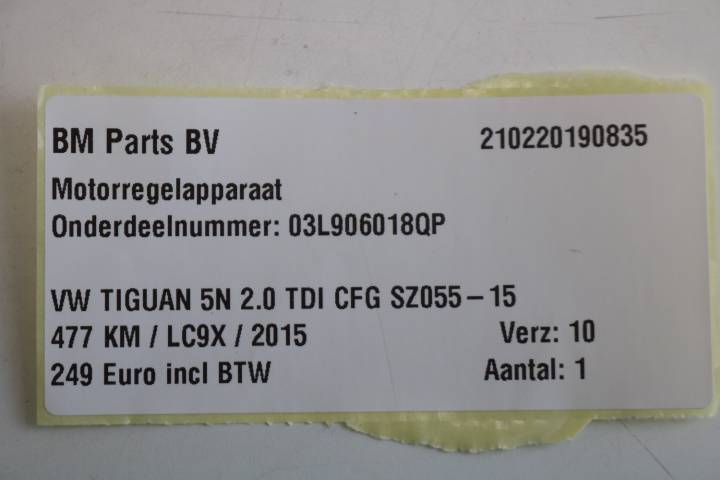 BM Parts BV 210220190835
Motorregelapparaat
Onderdeelnummer: 03L906018QP
VW TIGUAN 5N 2.0 TDI CFG SZ055-15
477 KM / LC9X / 2015 Verz: 10
249 Euro incl BTW Aantal: 1